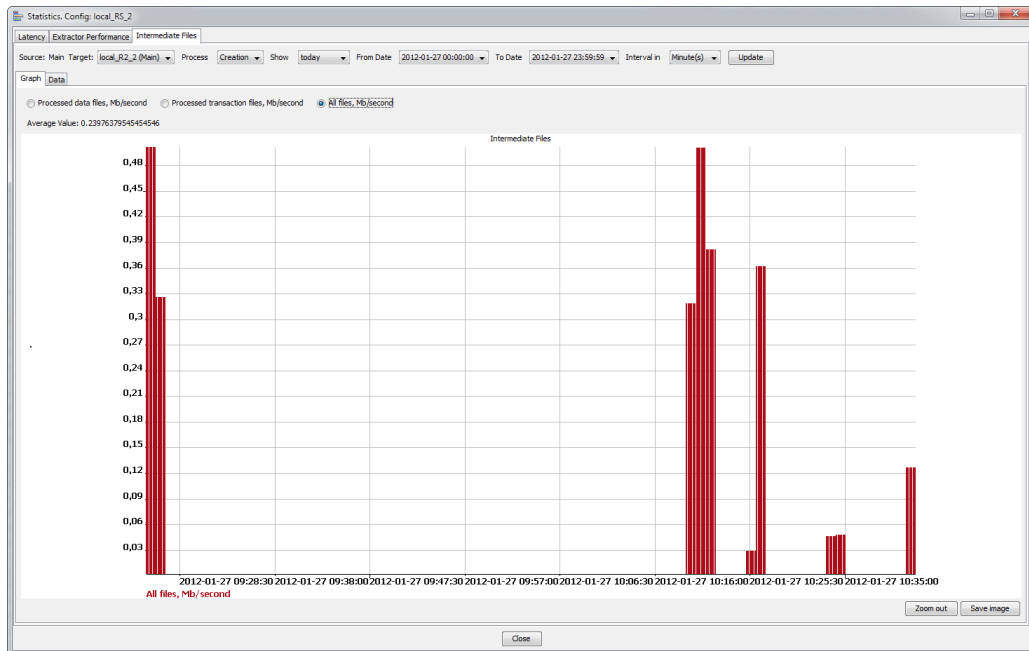 Statistics. Config: local_RS_2
Latency Extractor Performance Intermediate Files
Source: Main Target: local_R2_2 (Main) Process Creation Show today From Date 2012-01-27 00:00:00 To Date 2012-01-27 23:59:59 Interval in Minute(s) Update
Graph Data
Processed data files, Mb/second Processed transaction files, Mb/second All files, Mb/second
Average Value: 0.23976379545454546
Intermediate Files
0,48
0,45
0,42
0,39
0,36
0,33
0,3
0,27
0,24
0,21
0,18
0,15
0,12
0,09
0,06
0,03
2012-01-27 09:28:30 2012-01-27 09:38:00 2012-01-27 09:47:30 2012-01-27 09:57:00 2012-01-27 10:06:30 2012-01-27 10:16:00 2012-01-27 10:25:30 2012-01-27 10:35:00
All files, Mb/second
Zoom out Save image
Close